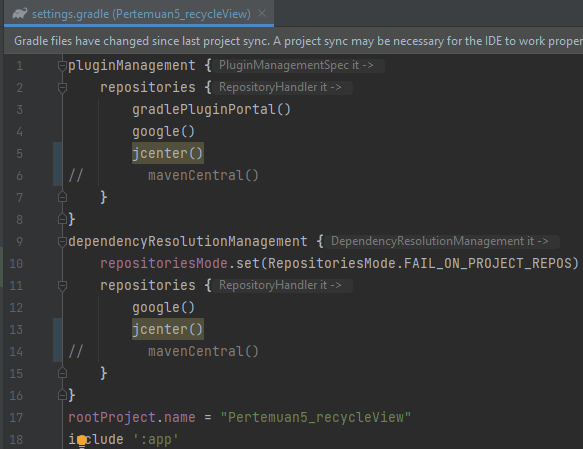 settings.gradle (Pertemuan5_recycleView)
Gradle files have changed since last project sync. A project sync may be necessary for the IDE to work proper
1 pluginManagement { PluginManagementSpec it ->
2 repositories { RepositoryHandler it ->
3 gradlePluginPortal()
4 google()
5 jcenter()
6 // mavenCentral()
7 }
8 }
9 dependencyResolutionManagement { DependencyResolutionManagement it ->
10 repositoriesMode.set(RepositoriesMode.FAIL_ON_PROJECT_REPOS)
11 repositories { RepositoryHandler it ->
12 google()
13 jcenter()
14 // mavenCentral()
15 }
16 }
17 rootProject.name = "Pertemuan5_recycleView"
18 include ':app'